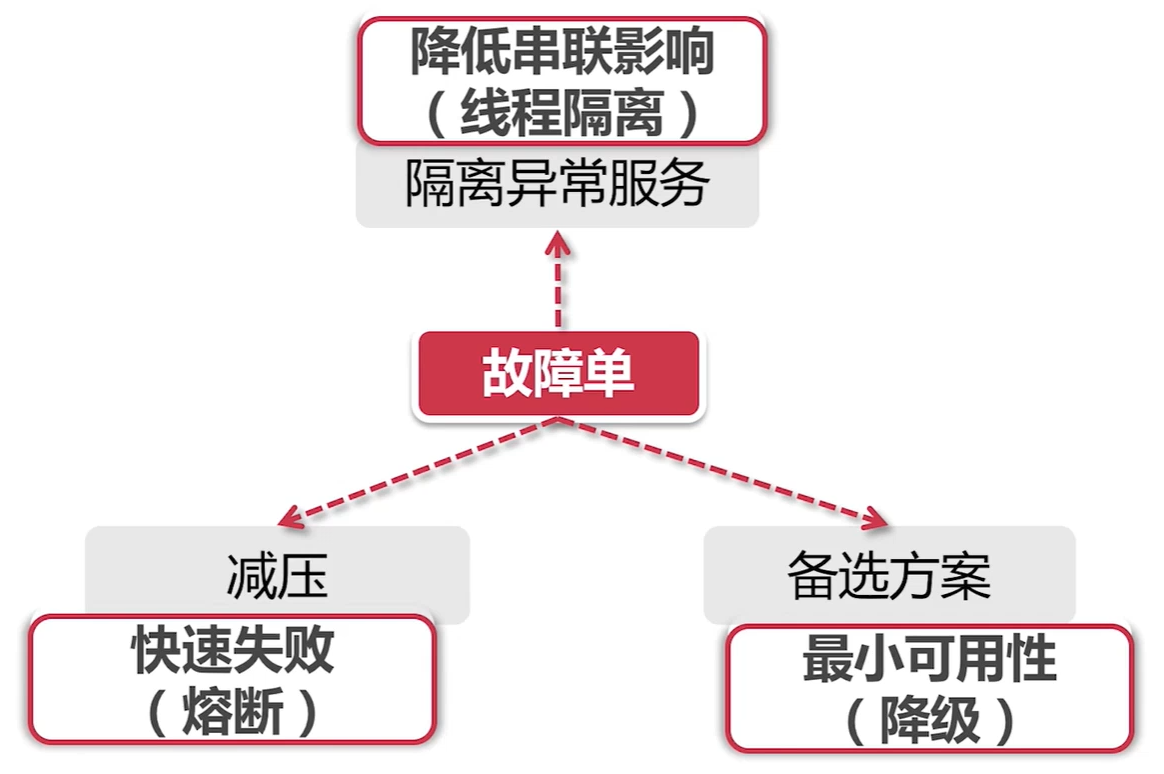 降低串联影响
（线程隔离）
隔离异常服务
故障单
减压
快速失败
（熔断）
备选方案
最小可用性
（降级）